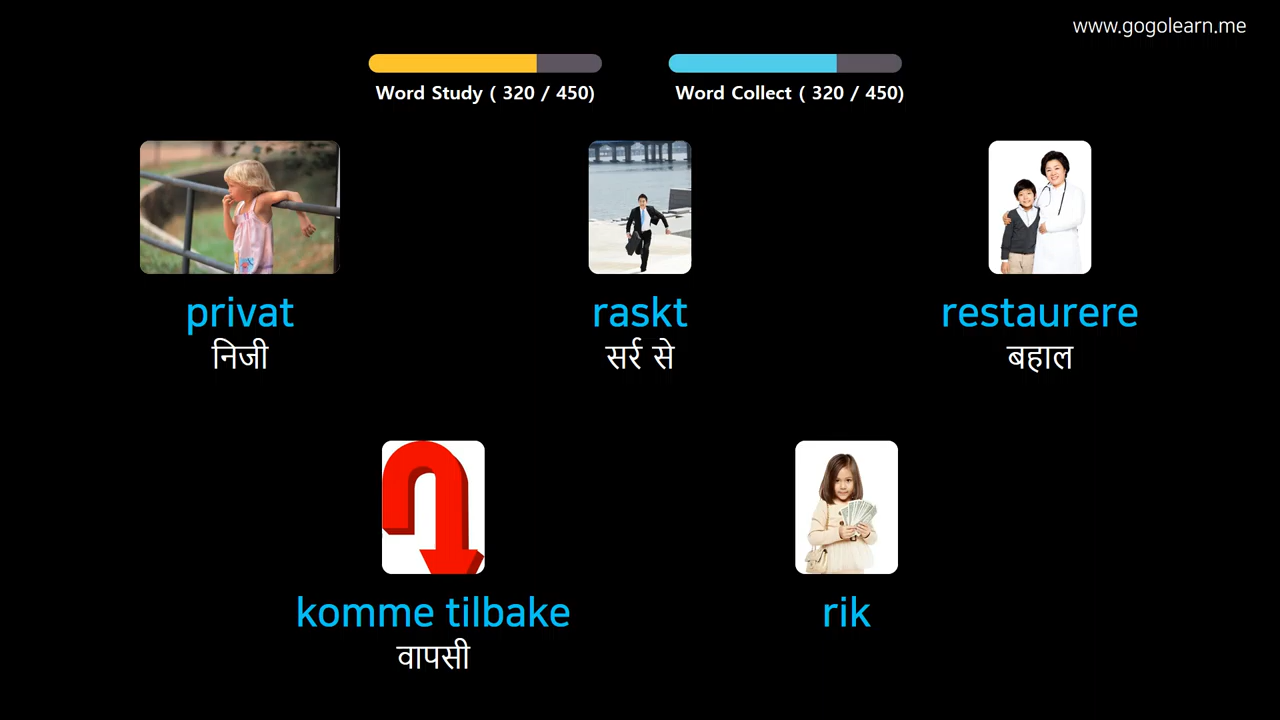 www.gogolearn.me
Word Study ( 320 / 450)
Word Collect ( 320 / 450)
privat
निजी
raskt
सर्र से
restaurere
बहाल
komme tilbake
वापसी
rik